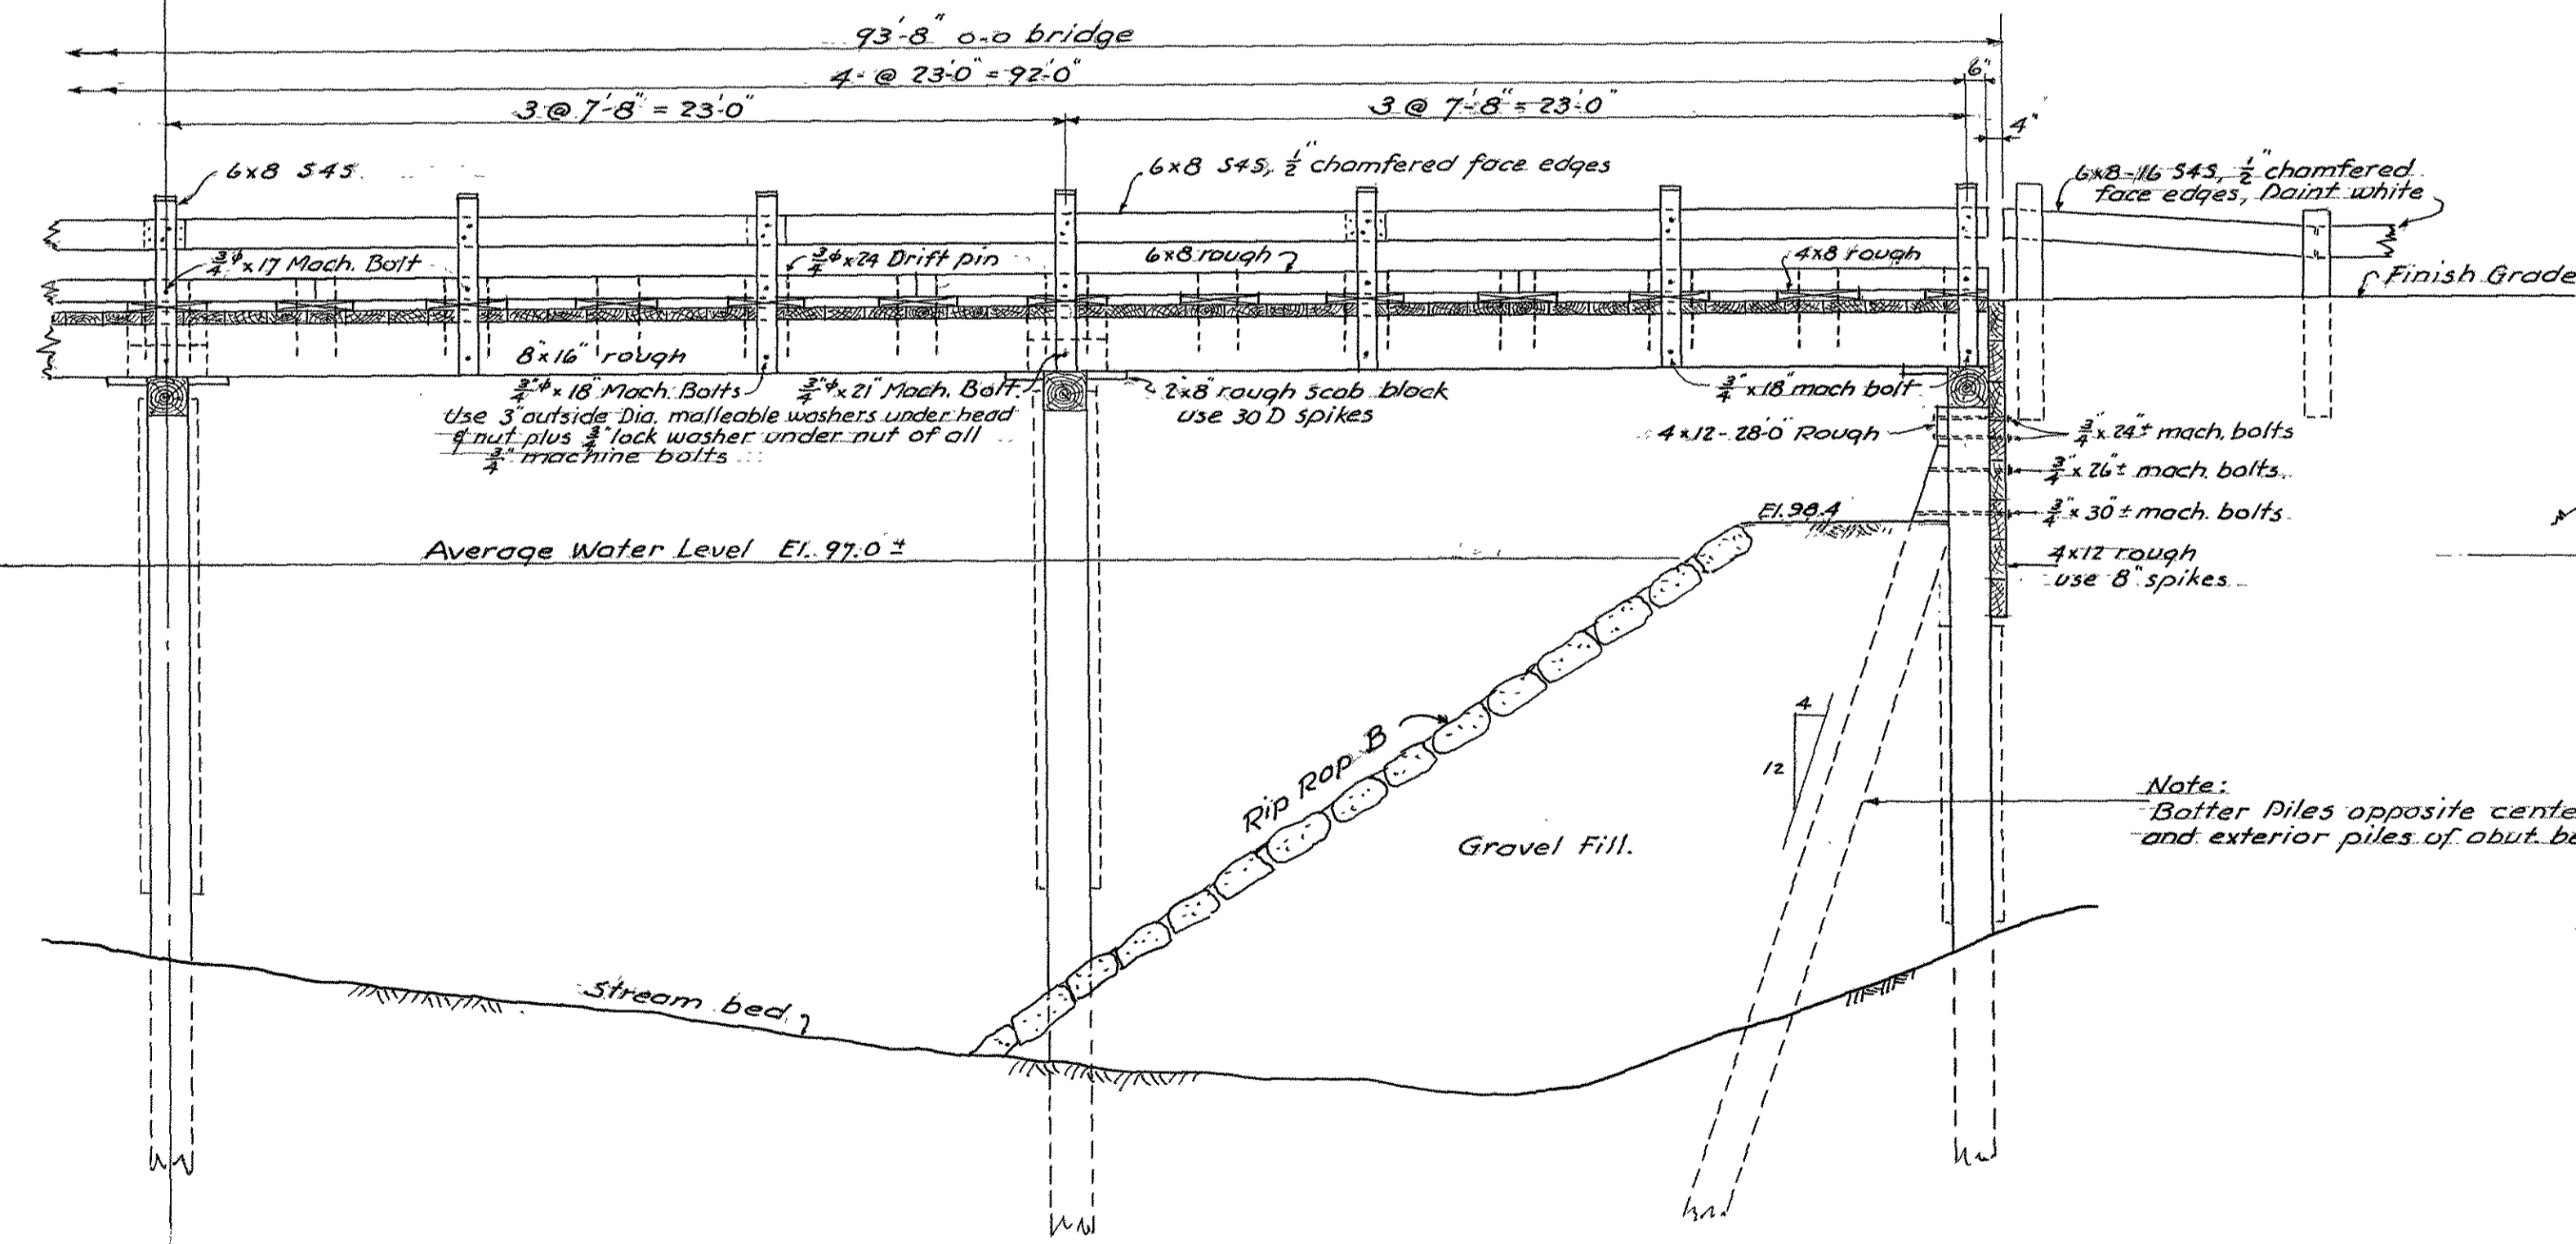 93'-8" o-o bridge
4- @ 23'-0" = 92'-0"
6"
3 @ 7'-8" = 23'-0"
3 @ 7'-8" = 23'-0"
4"
6x8 S4S.
6x8 S4S, 1/2" chamfered face edges
6x8-16 S4S, 1/2" chamfered
face edges, Paint white
3/4"φ x 17 Mach. Bolt
3/4"φ x 24 Drift pin
6x8 rough
4x8 rough
Finish Grade
8"x16" rough
3/4"φ x 18" Mach. Bolts
3/4"φ x 21" Mach. Bolt.
2"x8" rough scab block
use 30 D spikes
3/4" x 18" mach bolt
Use 3" outside Dia. malleable washers under head
& nut plus 3/4" lock washer under nut of all
3/4" machine bolts
4x12-28'-0" Rough
3/4" x 24" ± mach. bolts
3/4" x 26" ± mach. bolts.
3/4" x 30" ± mach. bolts.
El. 98.4
Average Water Level El. 97.0 ±
4x12 rough
use 8" spikes
4
12
Rip Rap B
Gravel Fill.
Note:
Batter Piles opposite cente
and exterior piles of abut. be
Stream bed